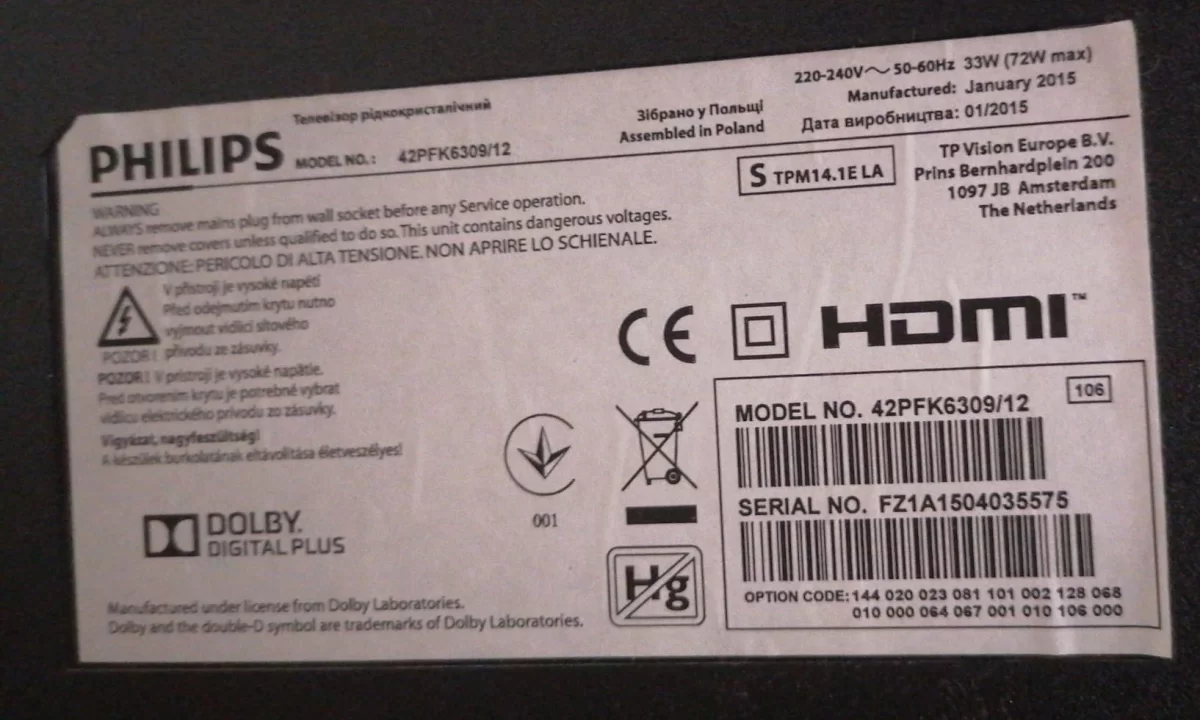 Телевізор рідкокристалічний
PHILIPS
MODEL NO.: 42PFK6309/12
Зібрано у Польщі
Assembled in Poland
220-240V～ 50-60Hz 33W (72W max)
Manufactured: January 2015
Дата виробництва: 01/2015
S TPM14.1E LA
TP Vision Europe B.V.
Prins Bernhardplein 200
1097 JB Amsterdam
The Netherlands
WARNING
ALWAYS remove mains plug from wall socket before any Service operation.
NEVER remove covers unless qualified to do so. This unit contains dangerous voltages.
ATTENZIONE: PERICOLO DI ALTA TENSIONE. NON APRIRE LO SCHIENALE.
V přístroji je vysoké napětí
Před odejmutím krytu nutno
vyjmout vidlici síťového
POZOR! přívodu ze zásuvky.
POZOR! V prístroji je vysoké napätie.
Pred otvorením krytu je potrebné vybrat
vidlicu elektrického prívodu zo zásuvky.
Vigyázat, nagyfeszültség!
A készülék burkolatának eltávolítása életveszélyes!
CE
HDMI™
001
DOLBY.
DIGITAL PLUS
Hg
Manufactured under license from Dolby Laboratories.
Dolby and the double-D symbol are trademarks of Dolby Laboratories.
106
MODEL NO. 42PFK6309/12
SERIAL NO. FZ1A1504035575
OPTION CODE: 144 020 023 081 101 002 128 068
010 000 064 067 001 010 106 000